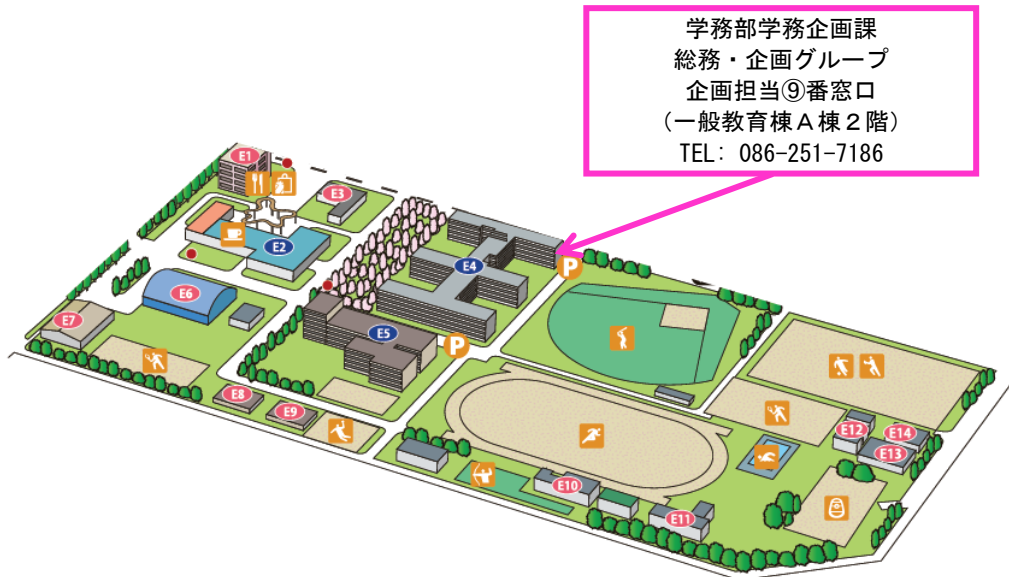 学務部学務企画課
総務・企画グループ
企画担当⑨番窓口
（一般教育棟Ａ棟２階）
TEL: 086-251-7186
E1
E3
E2
E4
P
E6
E5
E7
P
E8
E9
E12
E14
E13
E10
E11